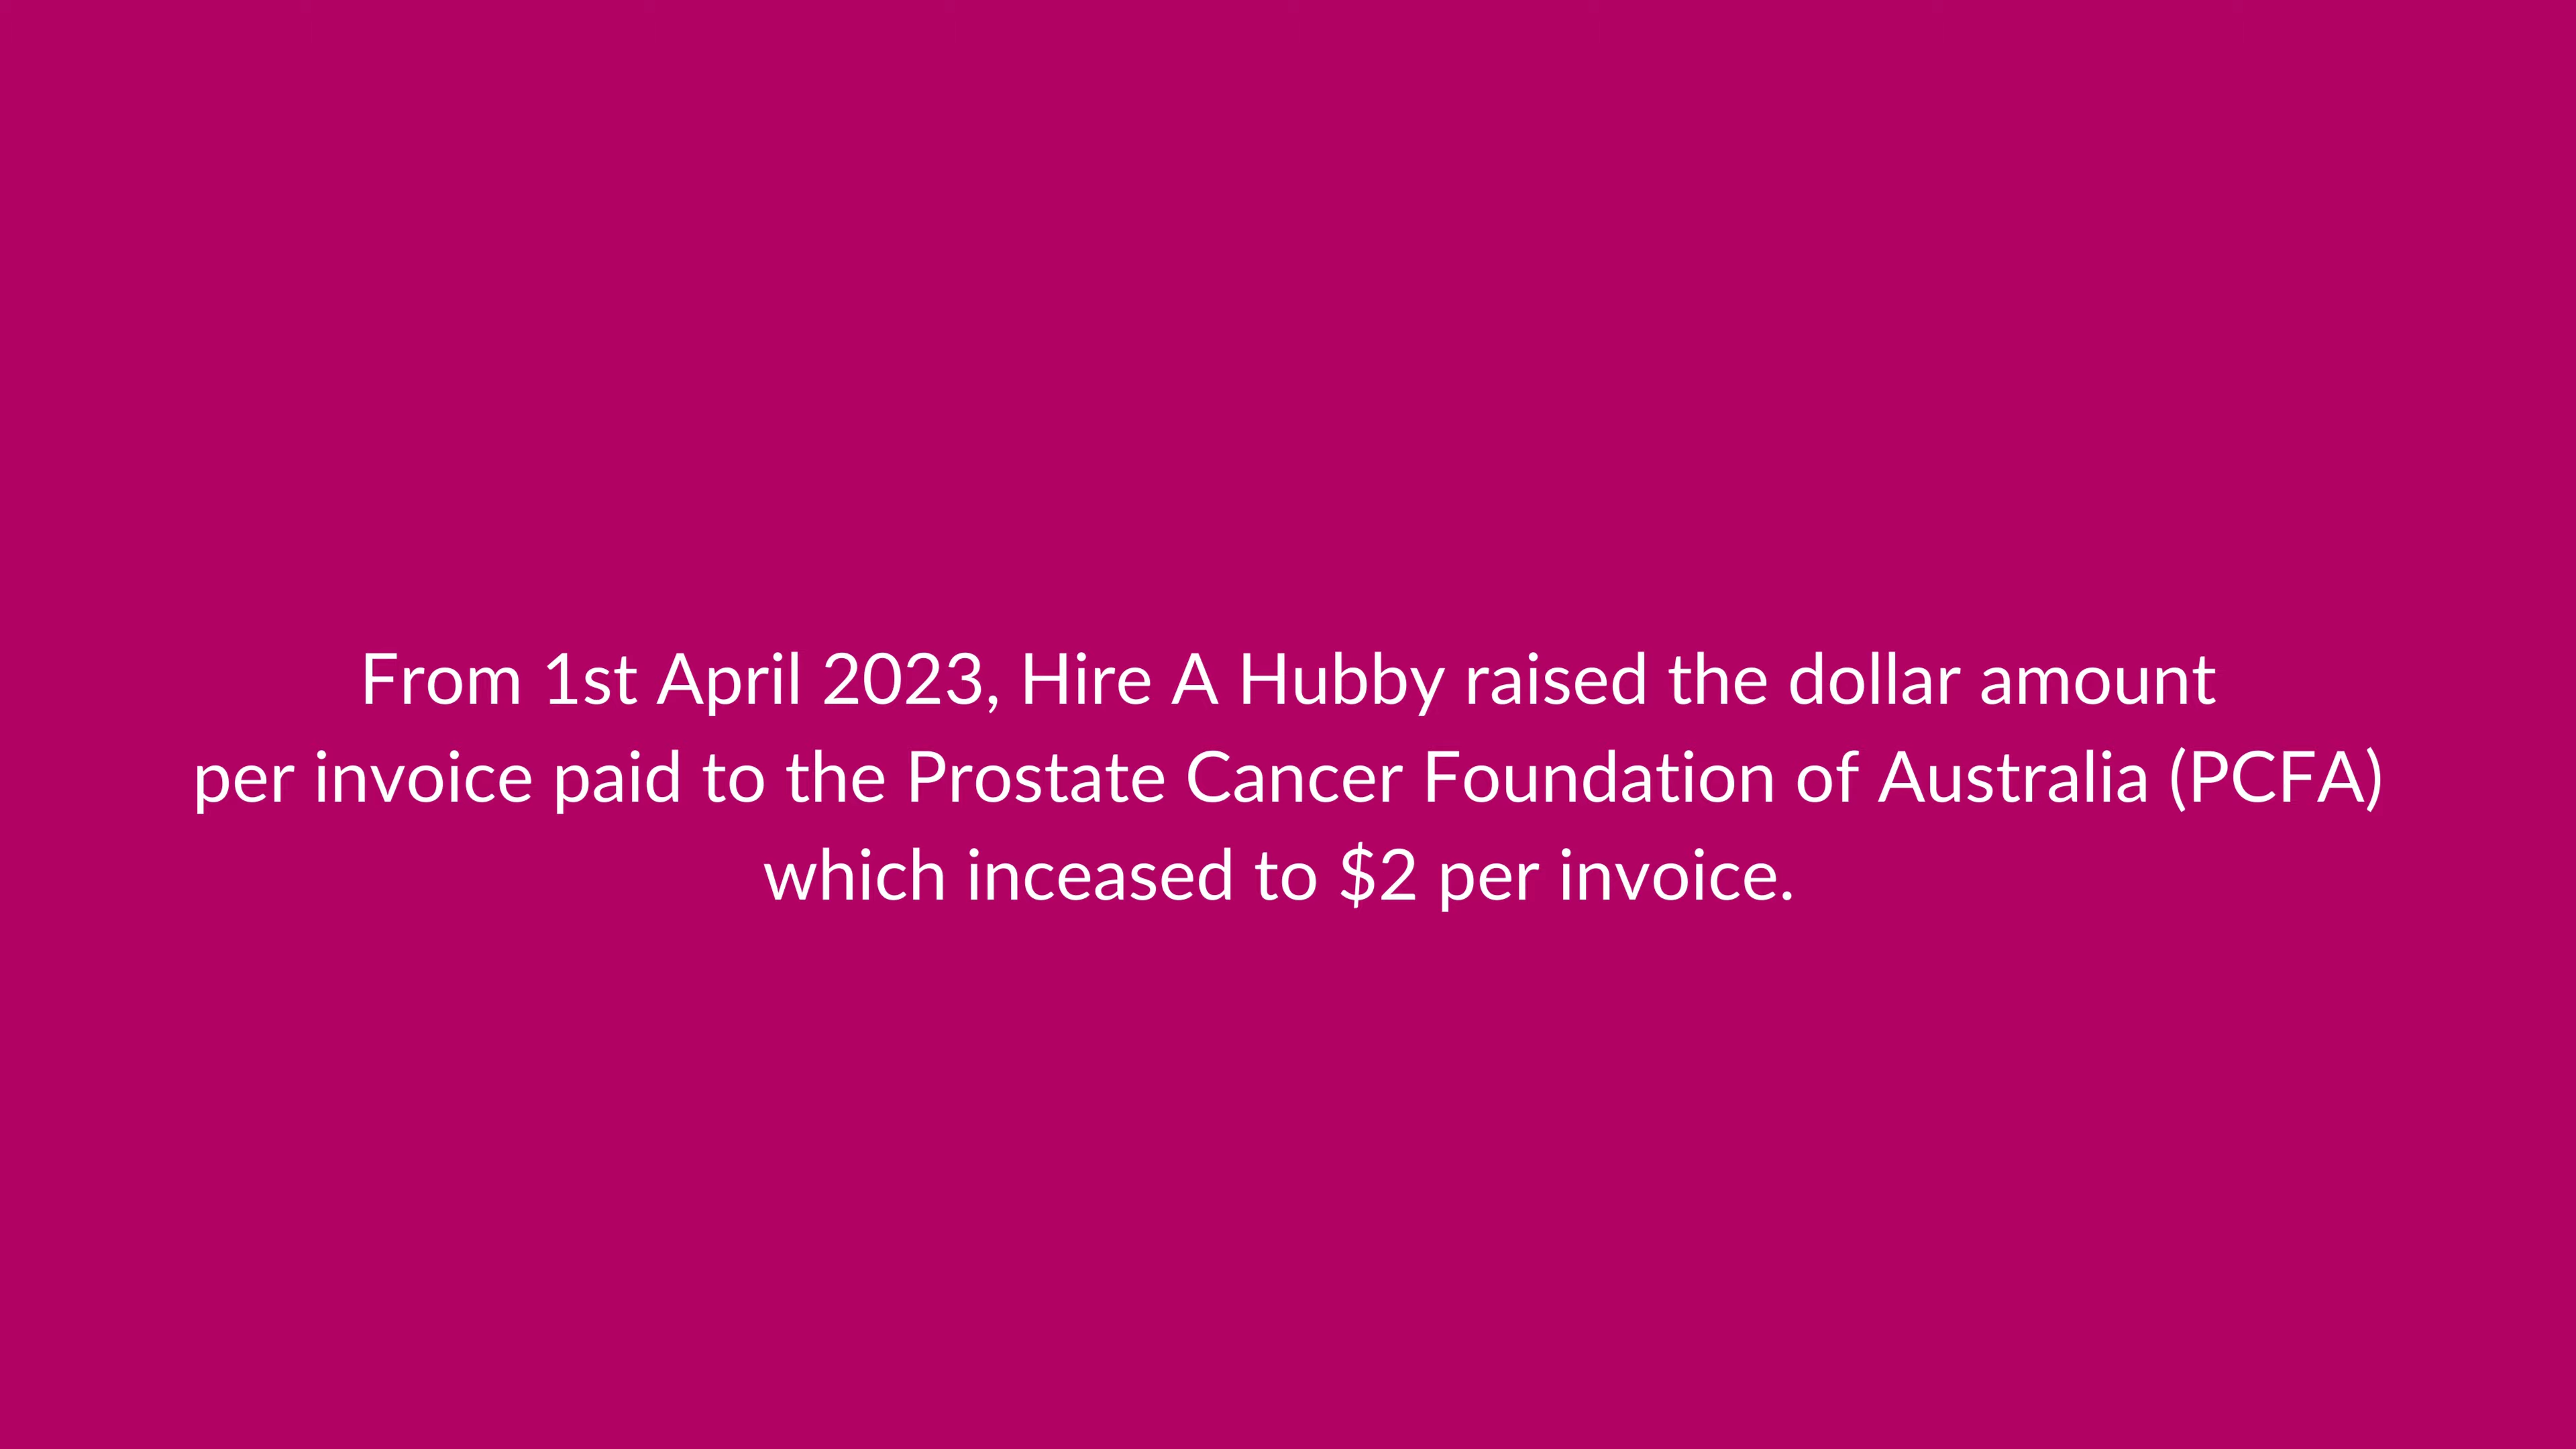 From 1st April 2023, Hire A Hubby raised the dollar amount
per invoice paid to the Prostate Cancer Foundation of Australia (PCFA)
which inceased to $2 per invoice.